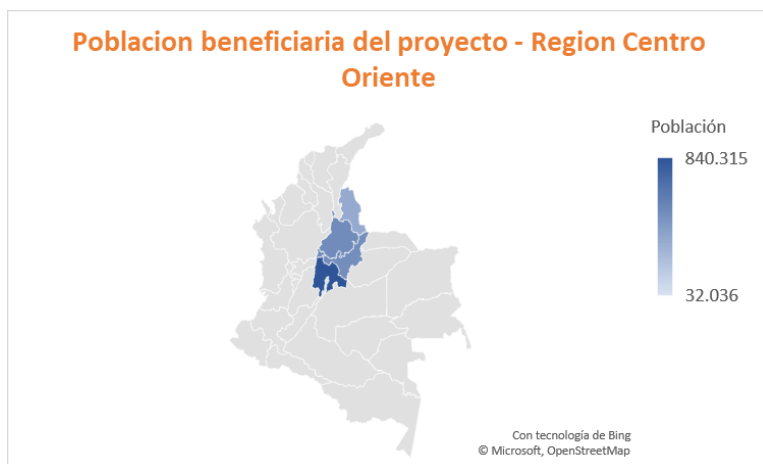 Poblacion beneficiaria del proyecto - Region Centro
Oriente
Población
840.315
32.036
Con tecnología de Bing
© Microsoft, OpenStreetMap